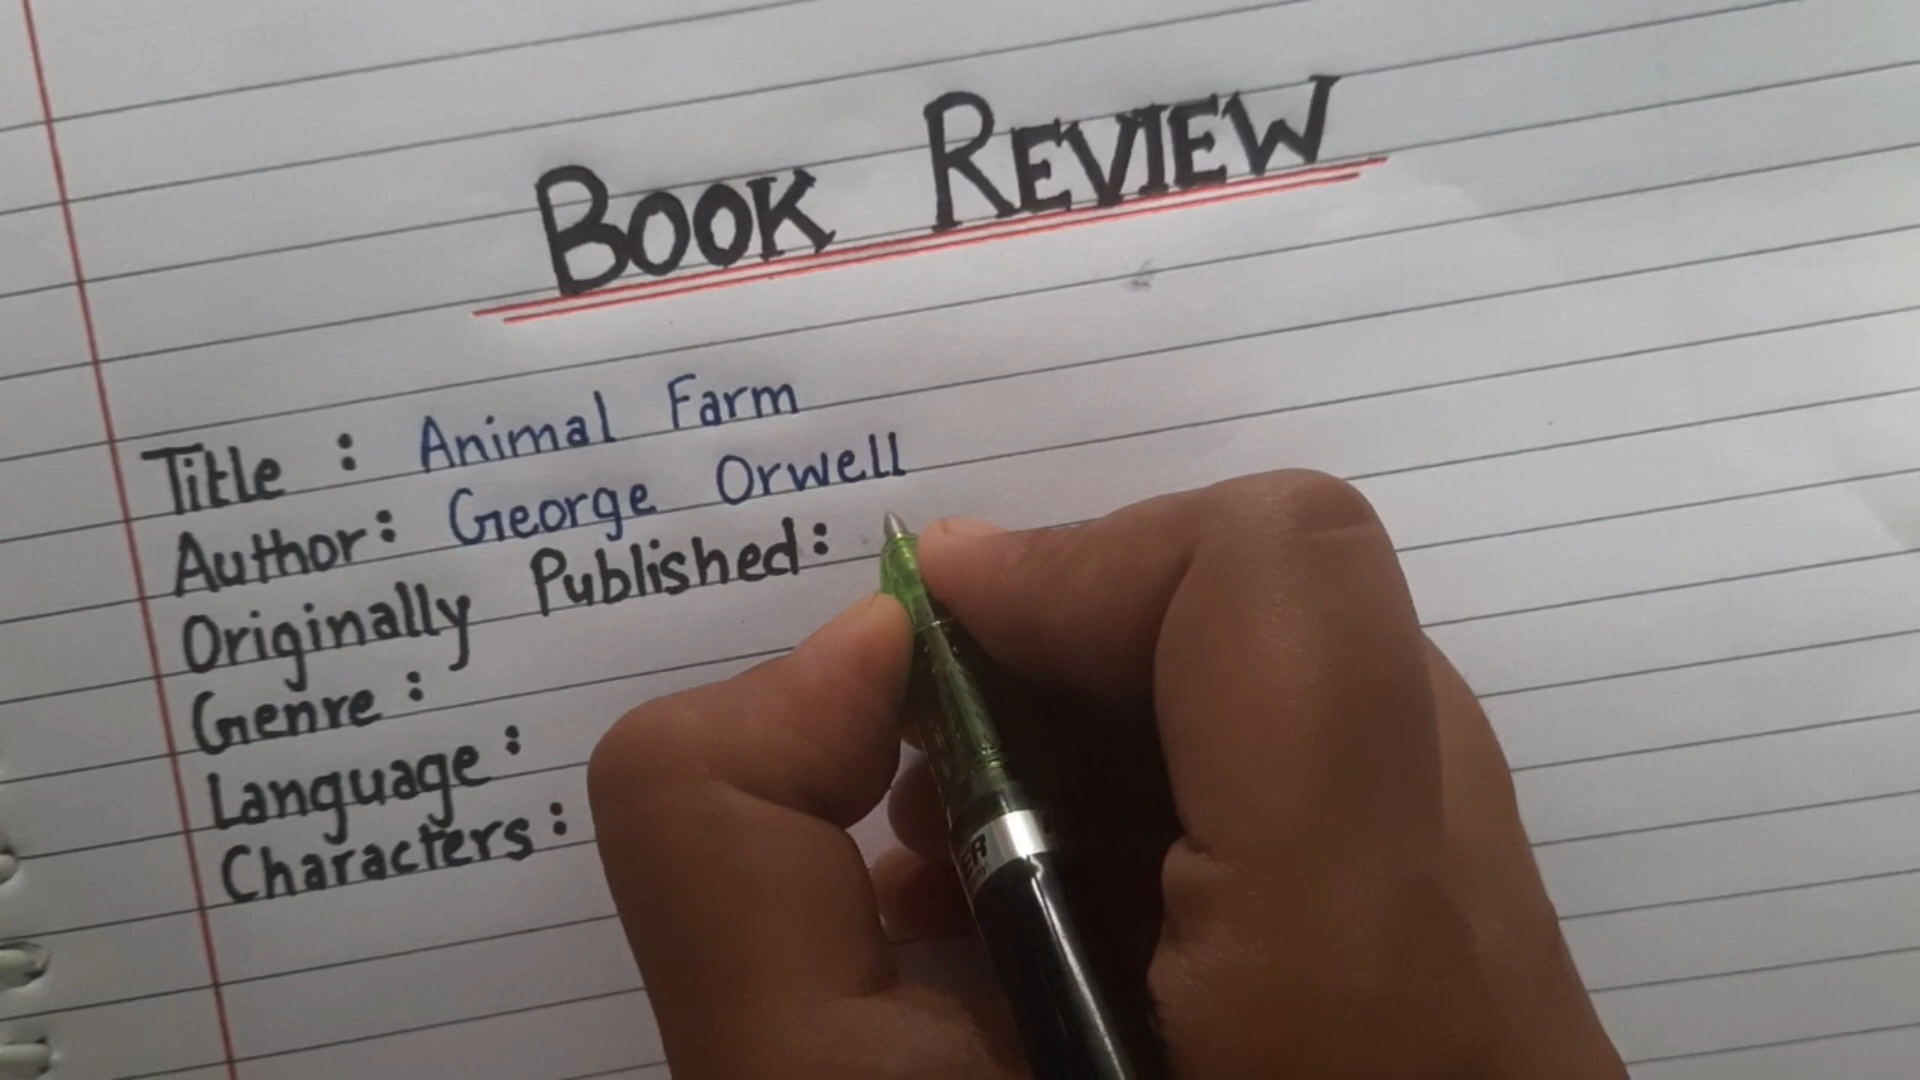 BOOK REVIEW
Title : Animal Farm
Author: George Orwell
Originally Published:
Genre :
Language :
Characters: